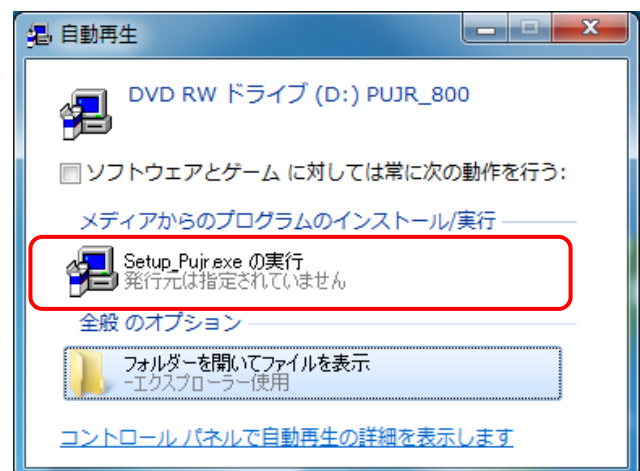 自動再生
DVD RW ドライブ (D:) PUJR_800
ソフトウェアとゲーム に対しては常に次の動作を行う:
メディアからのプログラムのインストール/実行
Setup_Pujr.exe の実行
発行元は指定されていません
全般 のオプション
フォルダーを開いてファイルを表示
-エクスプローラー使用
コントロール パネルで自動再生の詳細を表示します